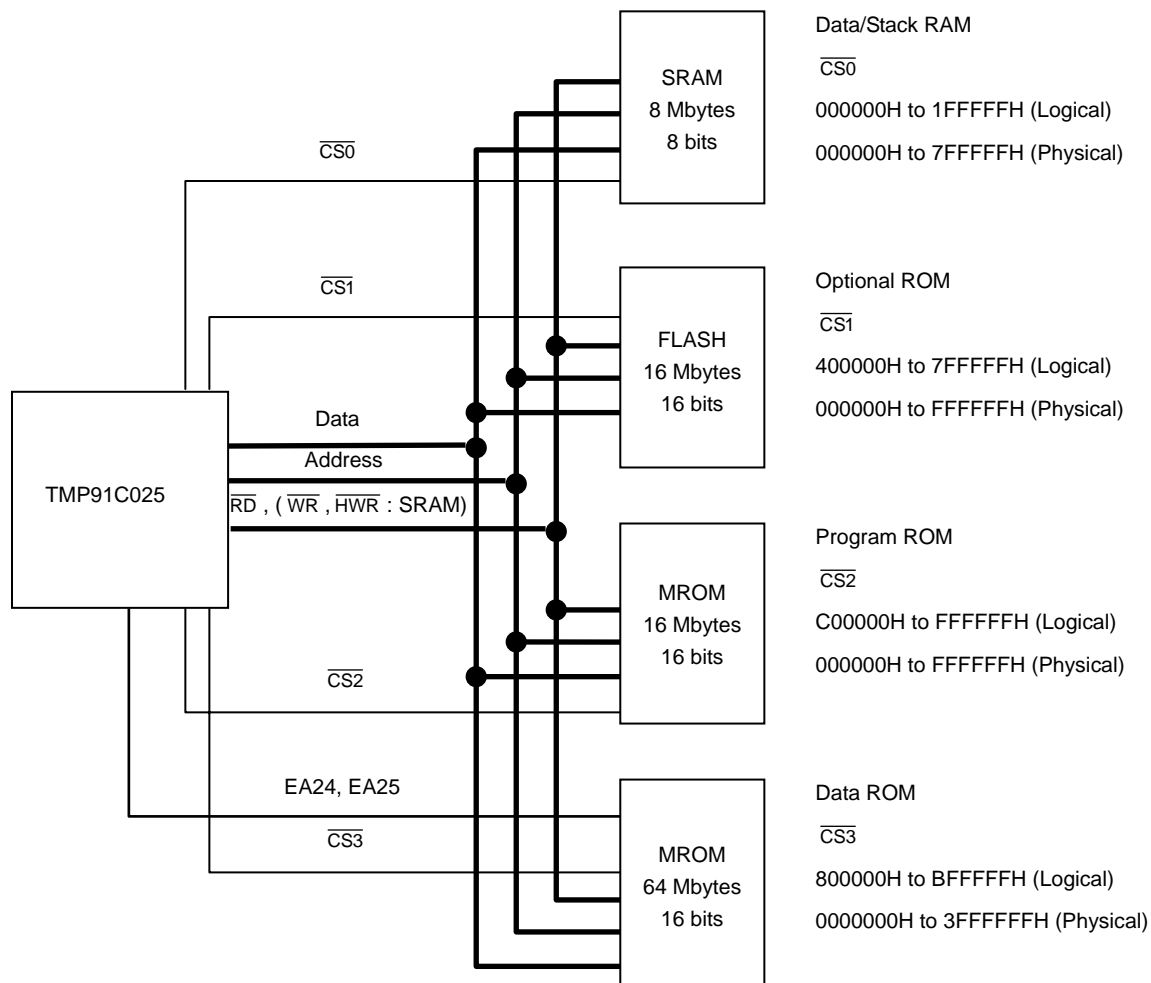 SRAM
8 Mbytes
8 bits
Data/Stack RAM
CS0
000000H to 1FFFFFH (Logical)
000000H to 7FFFFFH (Physical)
CS0
CS1
FLASH
16 Mbytes
16 bits
Optional ROM
CS1
400000H to 7FFFFFH (Logical)
000000H to FFFFFFH (Physical)
TMP91C025
Data
Address
RD , ( WR , HWR : SRAM)
MROM
16 Mbytes
16 bits
Program ROM
CS2
C00000H to FFFFFFH (Logical)
000000H to FFFFFFH (Physical)
CS2
EA24, EA25
CS3
MROM
64 Mbytes
16 bits
Data ROM
CS3
800000H to BFFFFFH (Logical)
0000000H to 3FFFFFFH (Physical)